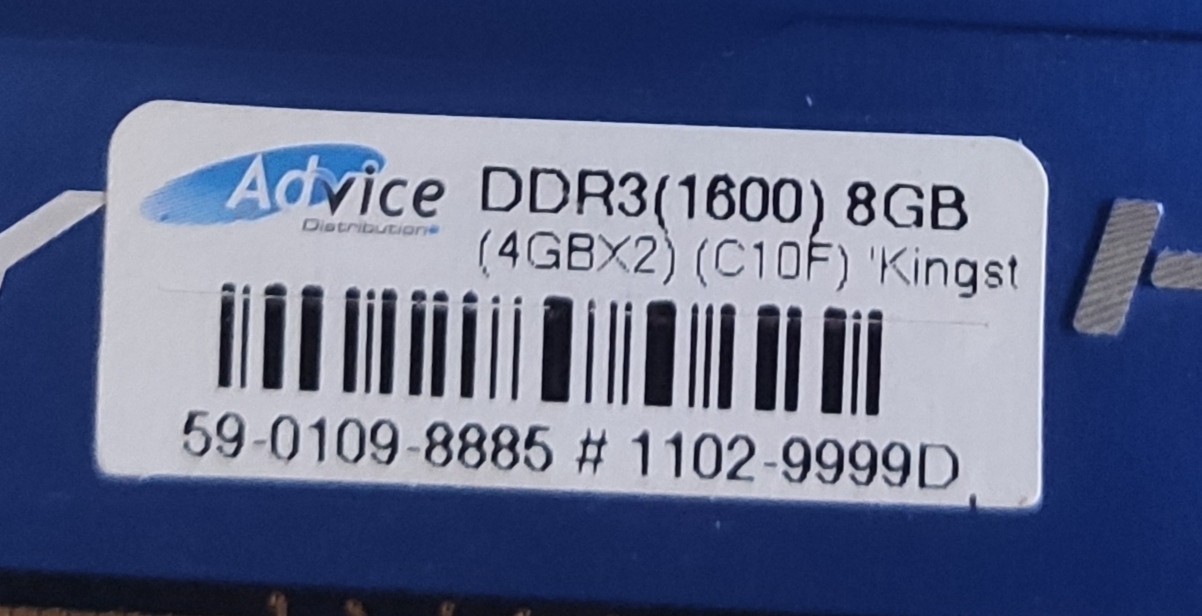 Advice DDR3(1600) 8GB
Distribution
(4GBX2) (C10F) 'Kingst
59-0109-8885 # 1102-9999D